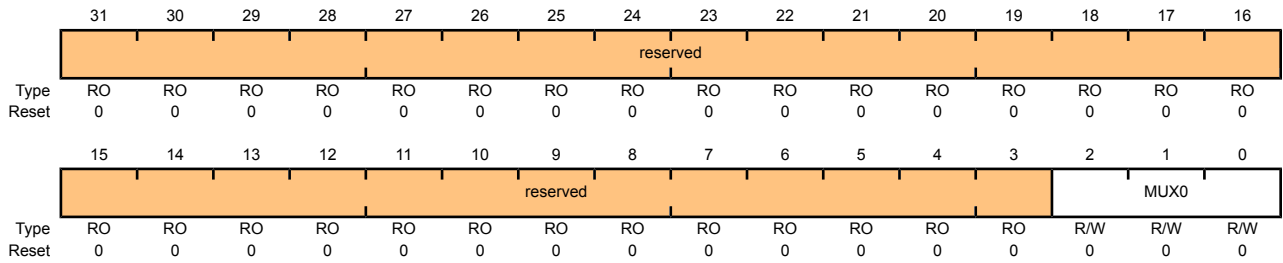 31 30 29 28 27 26 25 24 23 22 21 20 19 18 17 16
reserved
Type RO RO RO RO RO RO RO RO RO RO RO RO RO RO RO RO
Reset 0 0 0 0 0 0 0 0 0 0 0 0 0 0 0 0
15 14 13 12 11 10 9 8 7 6 5 4 3 2 1 0
reserved MUX0
Type RO RO RO RO RO RO RO RO RO RO RO RO RO R/W R/W R/W
Reset 0 0 0 0 0 0 0 0 0 0 0 0 0 0 0 0